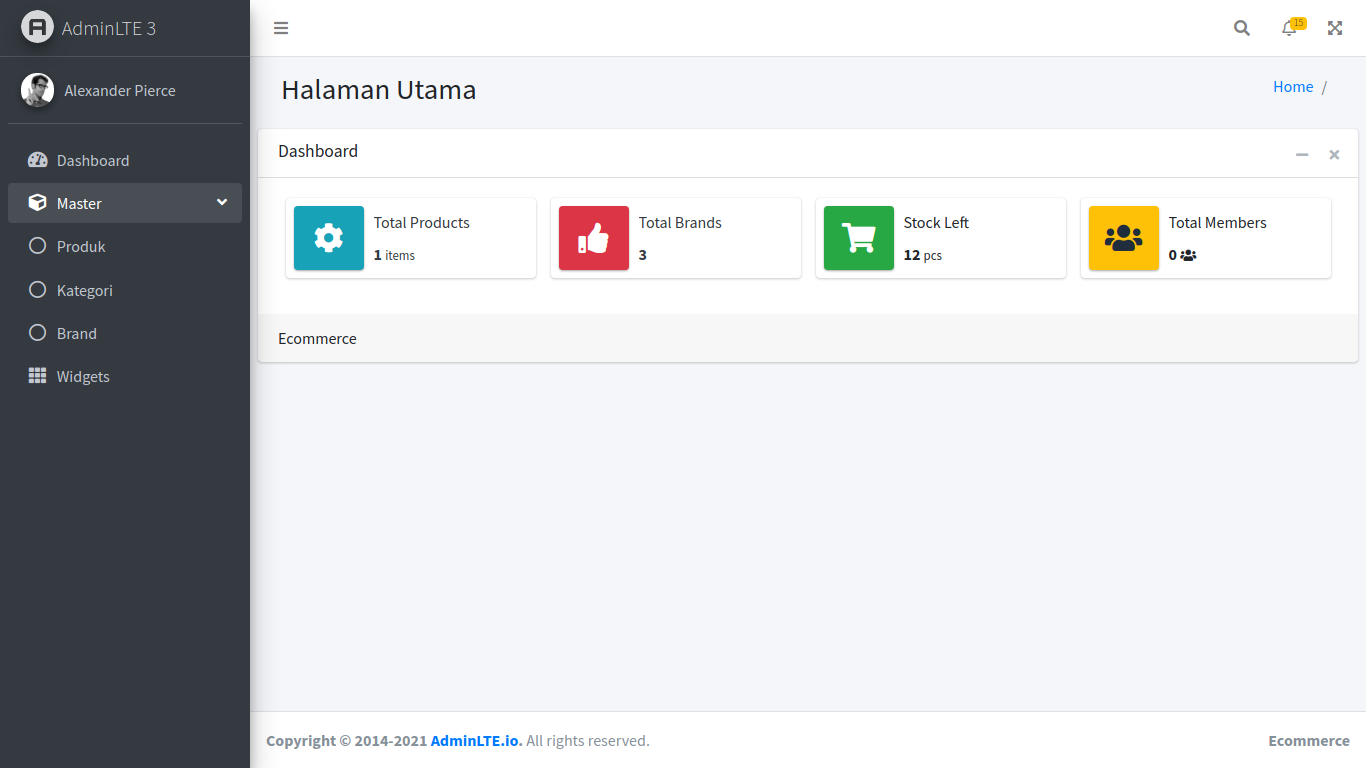 AdminLTE 3
15
Alexander Pierce
Halaman Utama
Home /
Dashboard
Master
Produk
Kategori
Brand
Widgets
Dashboard
Total Products
1 items
Total Brands
3
Stock Left
12 pcs
Total Members
0
Ecommerce
Copyright © 2014-2021 AdminLTE.io. All rights reserved.
Ecommerce